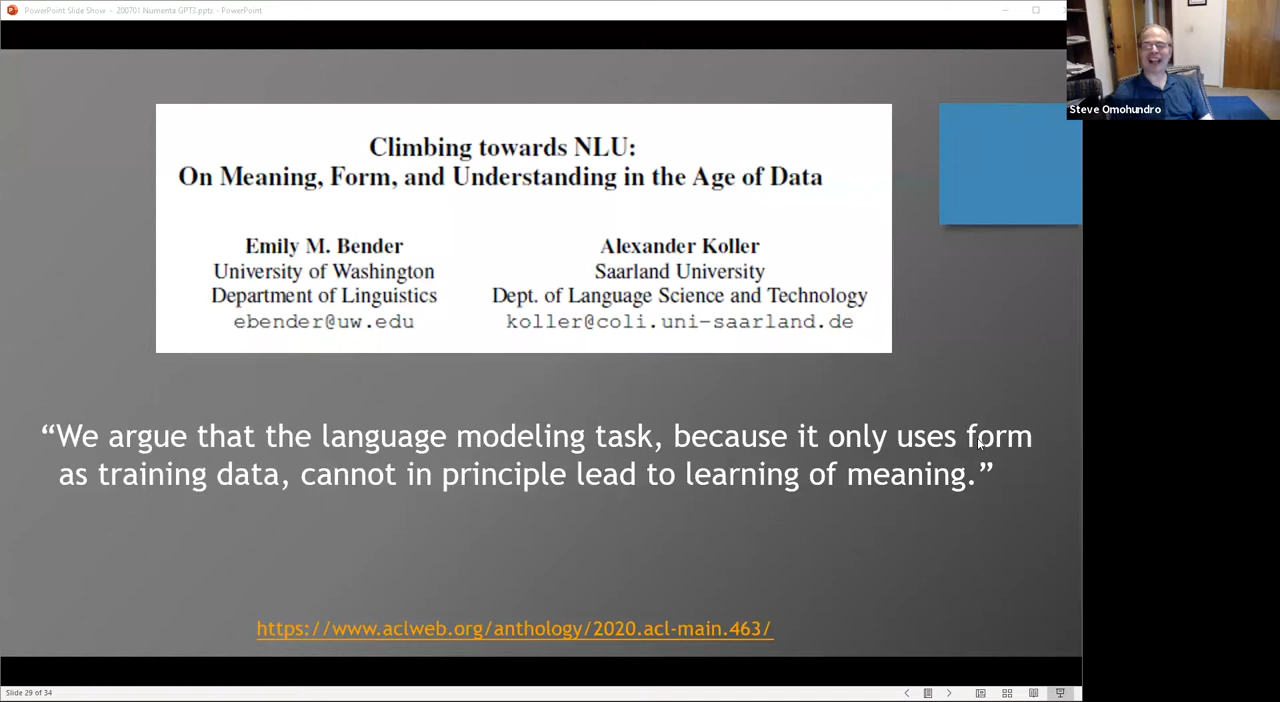 PowerPoint Slide Show - 200701 Numenta GPT3.pptx - PowerPoint
Steve Omohundro
Climbing towards NLU:
On Meaning, Form, and Understanding in the Age of Data
Emily M. Bender
University of Washington
Department of Linguistics
ebender@uw.edu
Alexander Koller
Saarland University
Dept. of Language Science and Technology
koller@coli.uni-saarland.de
“We argue that the language modeling task, because it only uses form
as training data, cannot in principle lead to learning of meaning.”
https://www.aclweb.org/anthology/2020.acl-main.463/
Slide 29 of 34